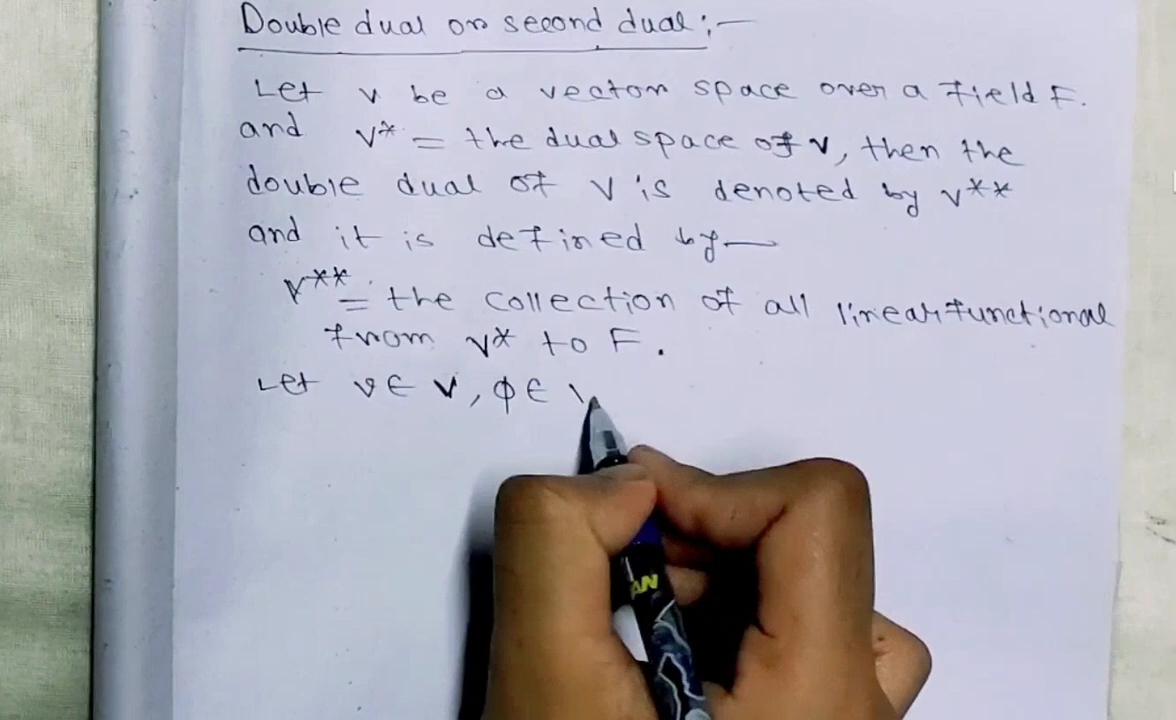 Double dual or second dual :-
Let V be a vector space over a field F.
and V* = the dual space of V, then the
double dual of V is denoted by V**
and it is defined by —
V** = the collection of all linear functional
from V* to F.
Let v ∈ V, φ ∈ \
AN